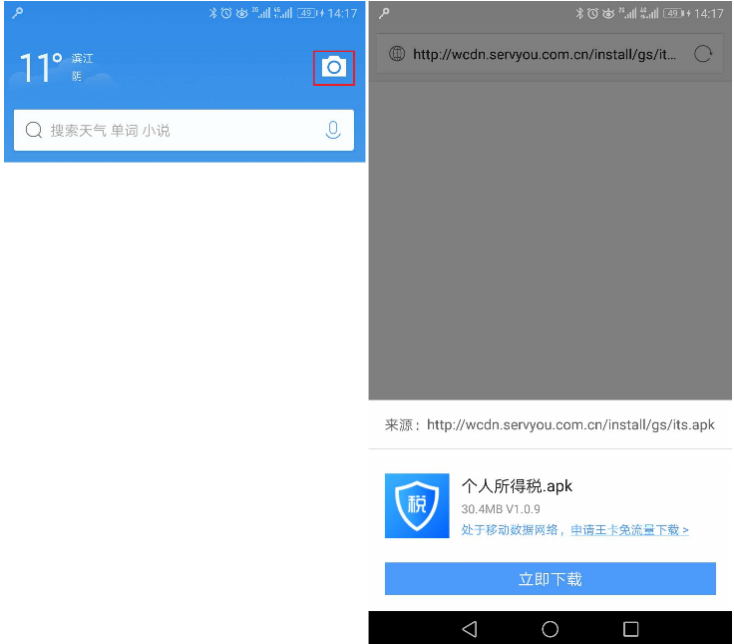 14:17
11°
滨江
阴
搜索天气 单词 小说
49
14:17
http://wcdn.servyou.com.cn/install/gs/it...
来源：http://wcdn.servyou.com.cn/install/gs/its.apk
税
个人所得税.apk
30.4MB V1.0.9
处于移动数据网络，申请王卡免流量下载 >
立即下载